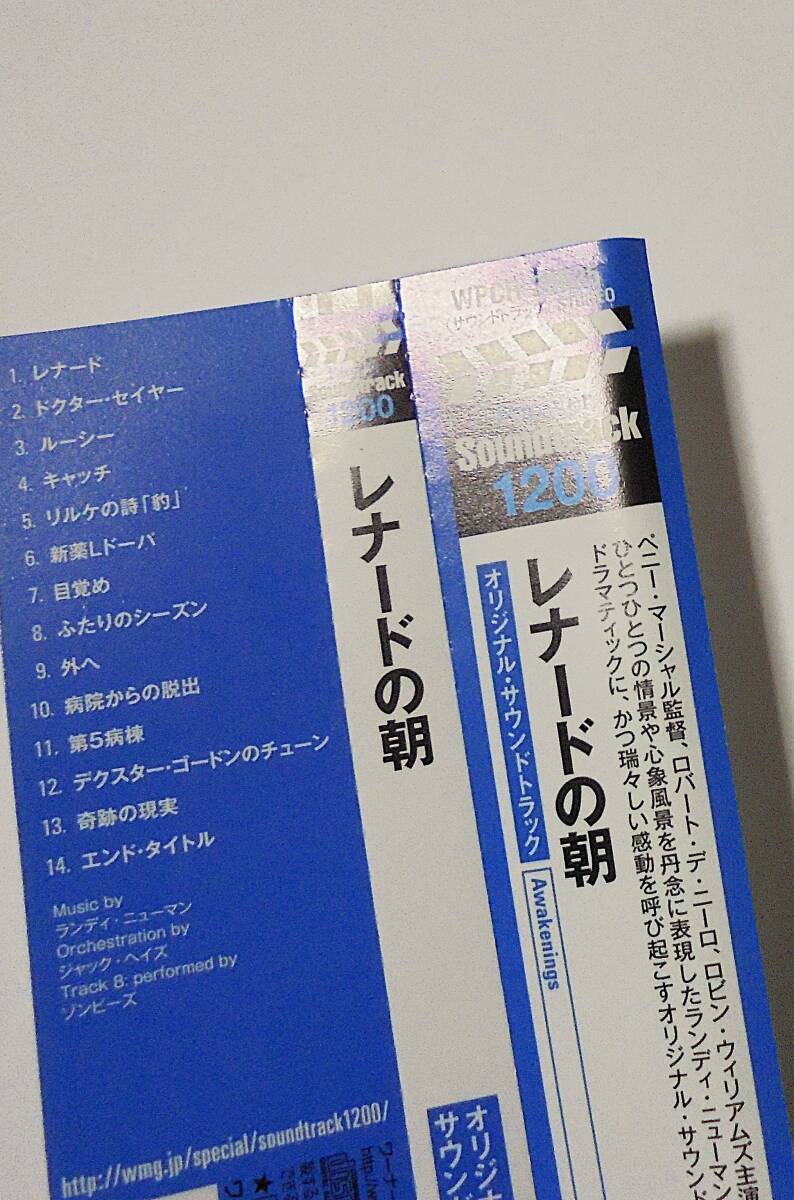 1. レナード
2. ドクター・セイヤー
3. ルーシー
4. キャッチ
5. リルケの詩「豹」
6. 新薬Lドーパ
7. 目覚め
8. ふたりのシーズン
9. 外へ
10. 病院からの脱出
11. 第5病棟
12. デクスター・ゴードンのチューン
13. 奇跡の現実
14. エンド・タイトル
Music by
ランディ・ニューマン
Orchestration by
ジャック・ヘイズ
Track 8: performed by
ゾンビーズ
http://wmg.jp/special/soundtrack1200/
1200
レナードの朝
オリジ
サウン
WPCR
〈サウンドトラック
Soundtrack
1200
レナードの朝
オリジナル・サウンドトラック
Awakenings
ペニー・マーシャル監督、ロバート・デ・ニーロ、ロビン・ウィリアムズ主演
ひとつひとつの情景や心象風景を丹念に表現したランディ・ニューマン
ドラマティックに、かつ瑞々しい感動を呼び起こすオリジナル・サウンド